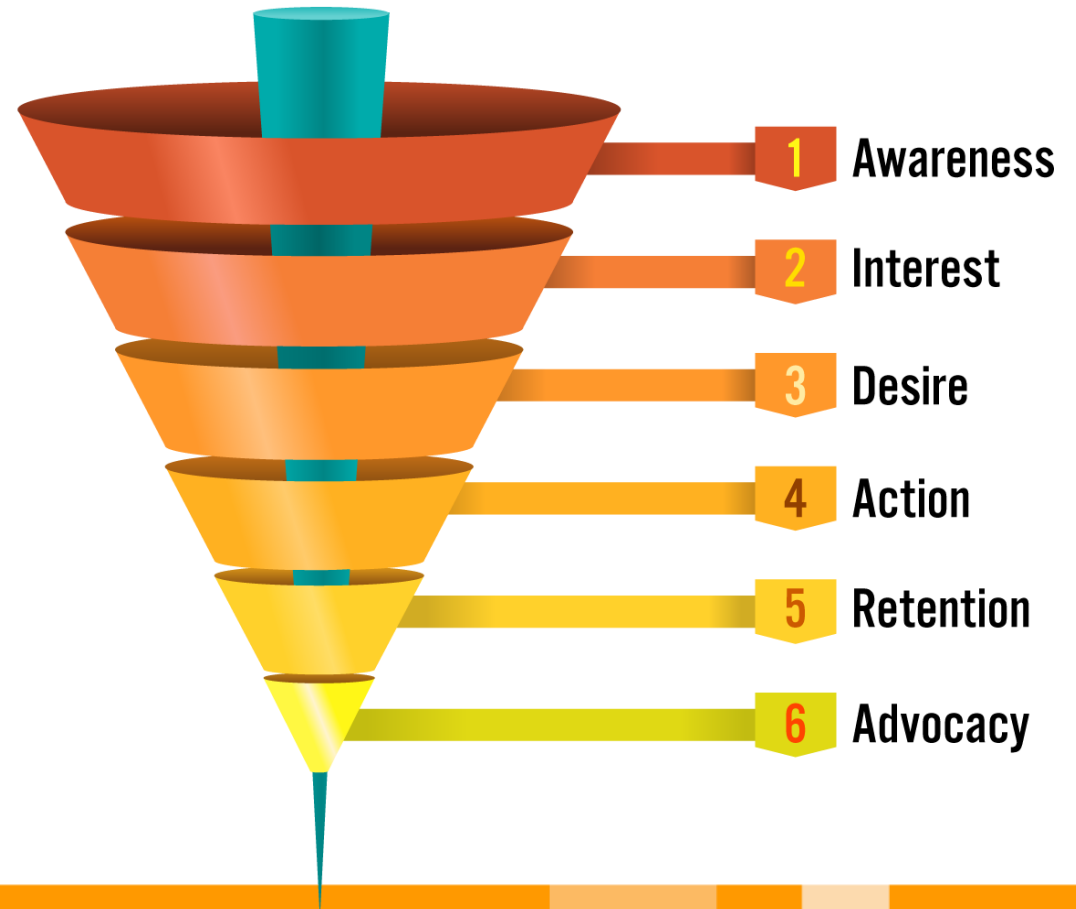 1 Awareness
2 Interest
3 Desire
4 Action
5 Retention
6 Advocacy